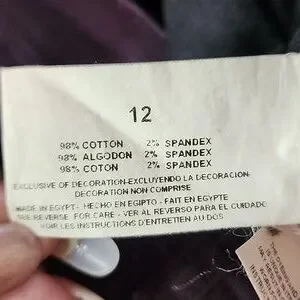 12
98% COTTON 2% SPANDEX
98% ALGODON 2% SPANDEX
98% COTON 2% SPANDEX
EXCLUSIVE OF DECORATION-EXCLUYENDO LA DECORACION-
DECORATION NON COMPRISE
MADE IN EGYPT- HECHO EN EGIPTO - FAIT EN EGYPTE
SEE REVERSE FOR CARE - VER AL REVERSO PARA EL CUIDADO
VOIR LES INSTRUCTIONS D'ENTRETIEN AU DOS